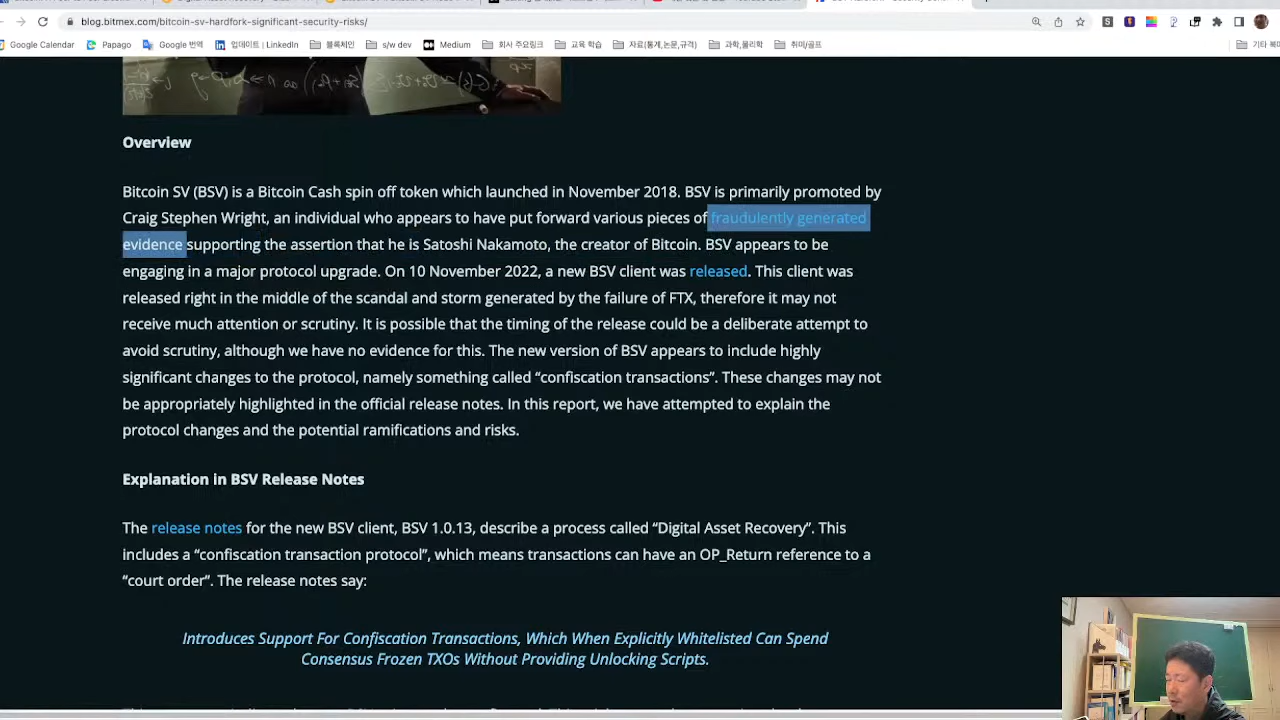 blog.bitmex.com/bitcoin-sv-hardfork-significant-security-risks/
Google Calendar
Papago
Google 번역
업데이트 | LinkedIn
블록체인
s/w dev
Medium
회사 주요링크
교육 학습
자료(통계,논문,규격)
과학,물리학
취미/골프
기타 북마
Overview
Bitcoin SV (BSV) is a Bitcoin Cash spin off token which launched in November 2018. BSV is primarily promoted by
Craig Stephen Wright, an individual who appears to have put forward various pieces of fraudulently generated
evidence supporting the assertion that he is Satoshi Nakamoto, the creator of Bitcoin. BSV appears to be
engaging in a major protocol upgrade. On 10 November 2022, a new BSV client was released. This client was
released right in the middle of the scandal and storm generated by the failure of FTX, therefore it may not
receive much attention or scrutiny. It is possible that the timing of the release could be a deliberate attempt to
avoid scrutiny, although we have no evidence for this. The new version of BSV appears to include highly
significant changes to the protocol, namely something called “confiscation transactions”. These changes may not
be appropriately highlighted in the official release notes. In this report, we have attempted to explain the
protocol changes and the potential ramifications and risks.
Explanation in BSV Release Notes
The release notes for the new BSV client, BSV 1.0.13, describe a process called “Digital Asset Recovery”. This
includes a “confiscation transaction protocol”, which means transactions can have an OP_Return reference to a
“court order”. The release notes say:
Introduces Support For Confiscation Transactions, Which When Explicitly Whitelisted Can Spend
Consensus Frozen TXOs Without Providing Unlocking Scripts.